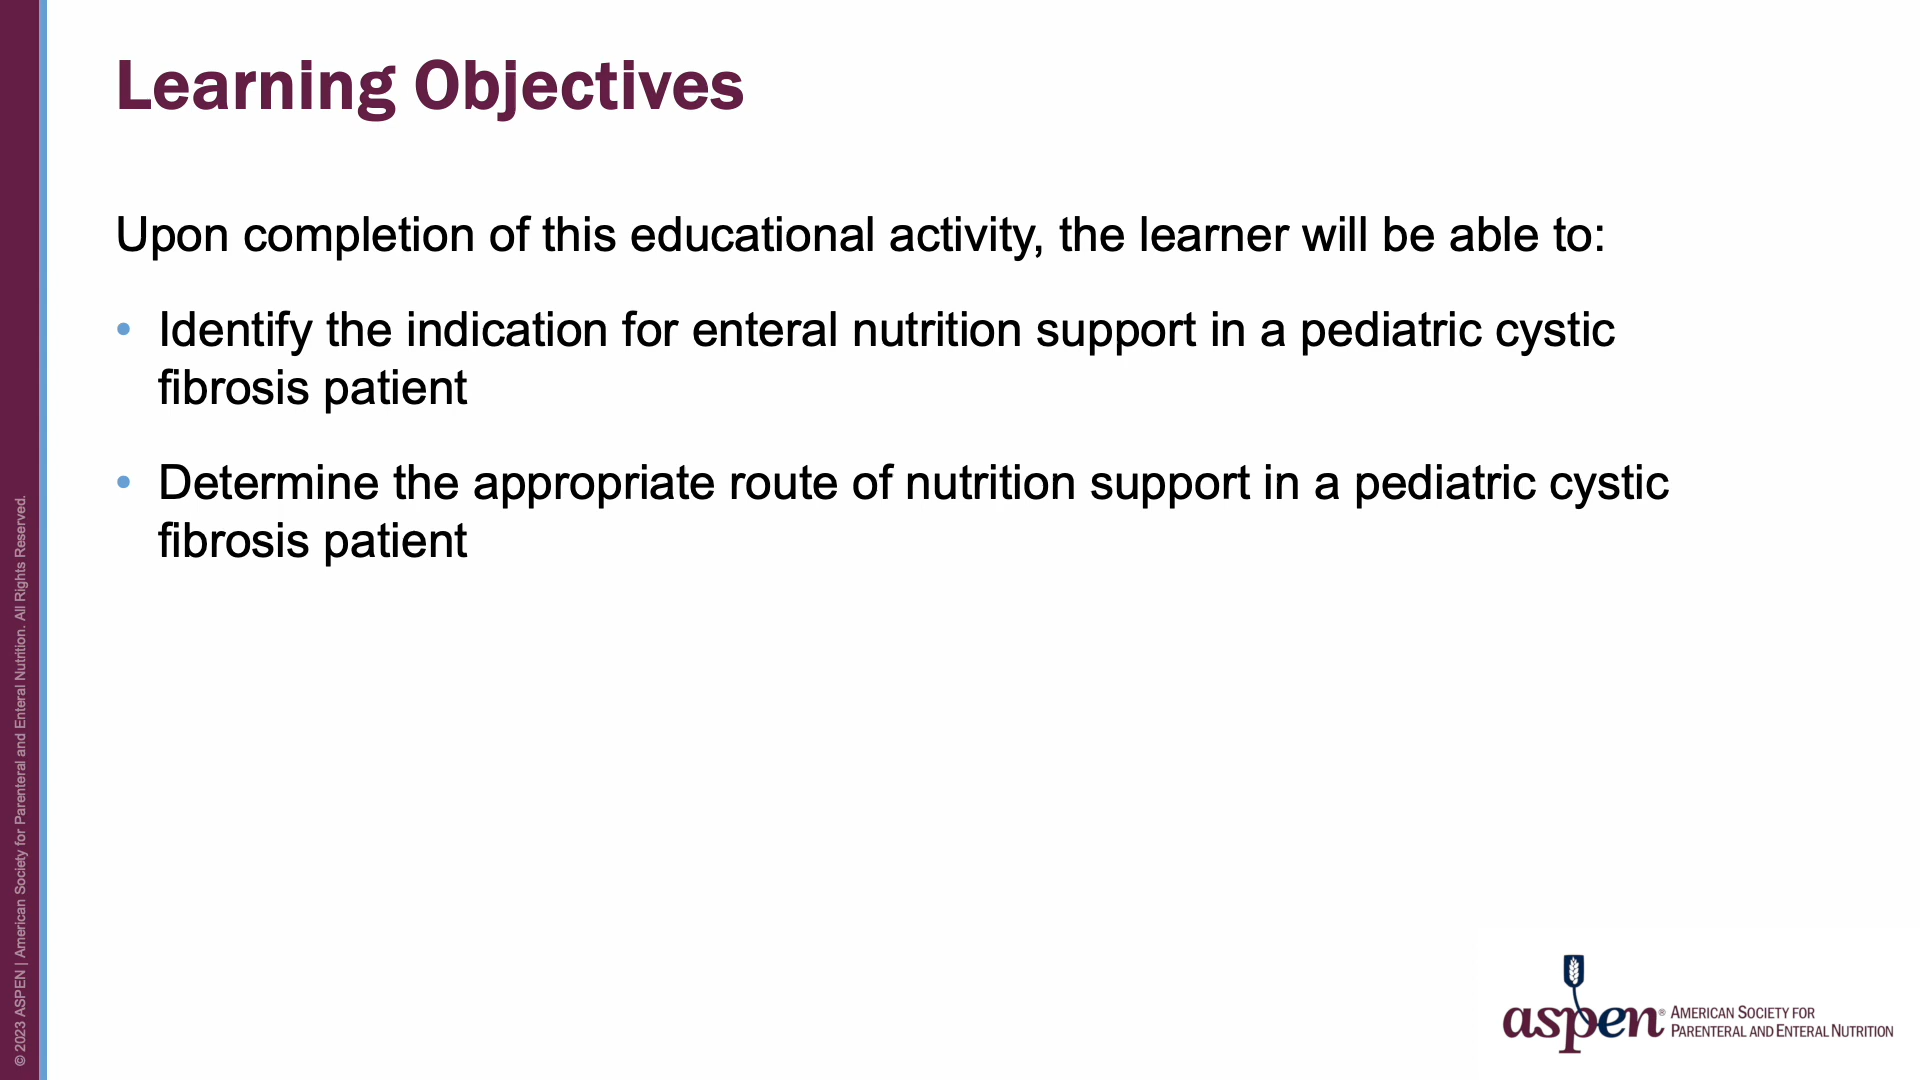 Learning Objectives
Upon completion of this educational activity, the learner will be able to:
• Identify the indication for enteral nutrition support in a pediatric cystic
fibrosis patient
• Determine the appropriate route of nutrition support in a pediatric cystic
fibrosis patient
© 2023 ASPEN | American Society for Parenteral and Enteral Nutrition. All Rights Reserved.
aspen® AMERICAN SOCIETY FOR
PARENTERAL AND ENTERAL NUTRITION